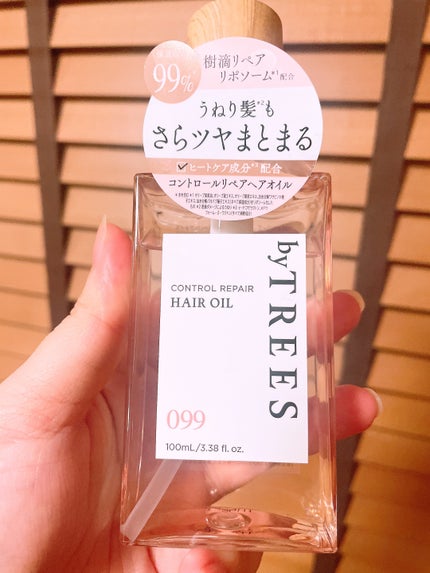 99%
樹滴リペア
リポソーム*1配合
うねり髪*2も
さらツヤまとまる
ヒートケア成分*3配合
コントロールリペアヘアオイル
byTREES
CONTROL REPAIR
HAIR OIL
099
100mL/3.38 fl. oz.